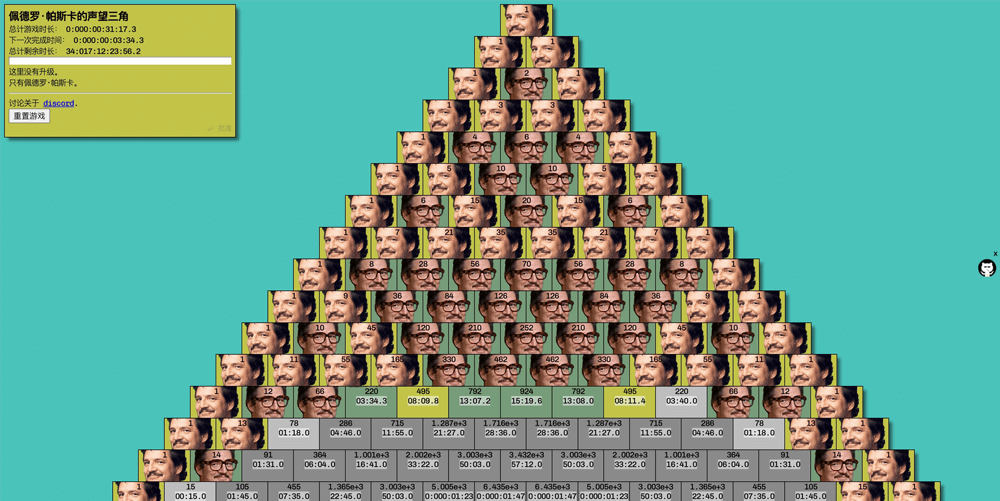 佩德罗·帕斯卡的声望三角
总计游戏时长： 0:000:00:31:17.3
下一次完成时间： 0:000:00:03:34.3
总计剩余时长： 34:017:12:23:56.2
这里没有升级。
只有佩德罗·帕斯卡。
讨论关于 discord.
重置游戏
1
1 1
1 2 1
1 3 3 1
1 4 6 4 1
1 5 10 10 5 1
1 6 15 20 15 6 1
1 7 21 35 35 21 7 1
1 8 28 56 70 56 28 8 1
1 9 36 84 126 126 84 36 9 1
1 10 45 120 210 252 210 120 45 10 1
1 11 55 165 330 462 462 330 165 55 11 1
1 12 66 220 495 792 924 792 495 220 66 12 1
03:34.3 08:09.8 13:07.2 15:19.6 13:08.0 08:11.4 03:40.0
1 13 78 286 715 1.287e+3 1.716e+3 1.716e+3 1.287e+3 715 286 78 13 1
01:18.0 04:46.0 11:55.0 21:27.0 28:36.0 28:36.0 21:27.0 11:55.0 04:46.0 01:18.0
1 14 91 364 1.001e+3 2.002e+3 3.003e+3 3.432e+3 3.003e+3 2.002e+3 1.001e+3 364 91 14 1
01:31.0 06:04.0 16:41.0 33:22.0 50:03.0 57:12.0 50:03.0 33:22.0 16:41.0 06:04.0 01:31.0
1 15 105 455 1.365e+3 3.003e+3 5.005e+3 6.435e+3 6.435e+3 5.005e+3 3.003e+3 1.365e+3 455 105 15 1
00:15.0 01:45.0 07:35.0 22:45.0 50:03.0 0:000:01:23 0:000:01:47 0:000:01:47 0:000:01:23 50:03.0 22:45.0 07:35.0 01:45.0
x